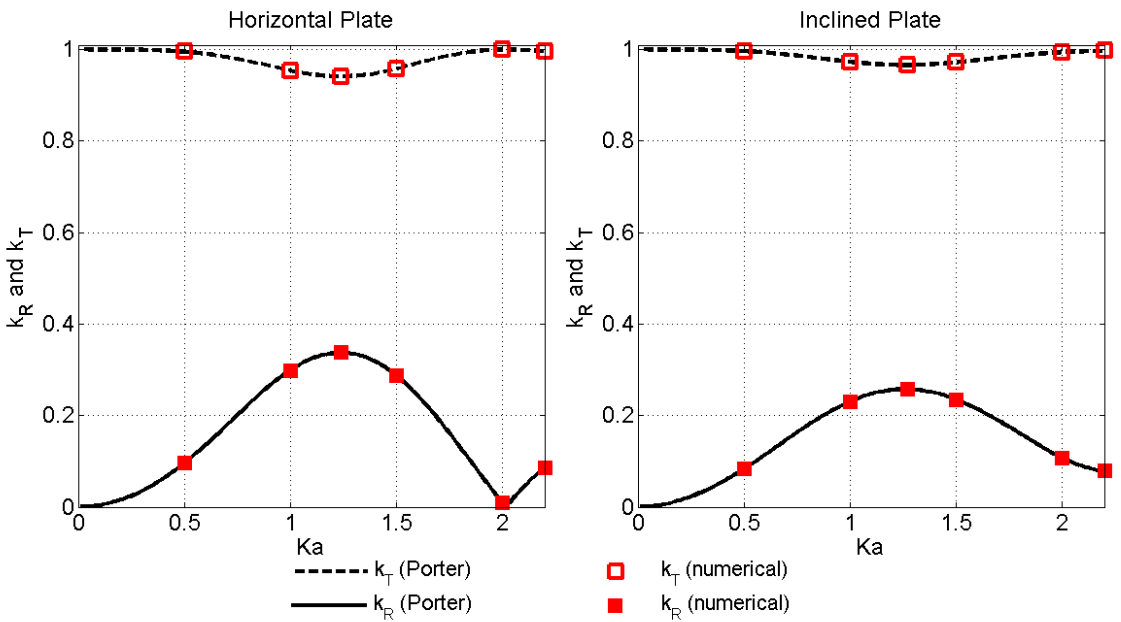 Horizontal Plate
1
0.8
0.6
0.4
0.2
0
k_R and k_T
0 0.5 1 1.5 2
Ka
Inclined Plate
1
0.8
0.6
0.4
0.2
0
k_R and k_T
0 0.5 1 1.5 2
Ka
k_T (Porter) k_T (numerical)
k_R (Porter) k_R (numerical)